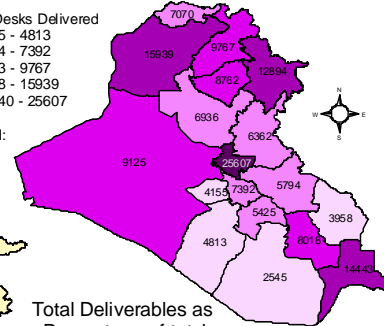 Desks Delivered
5 - 4813
4 - 7392
3 - 9767
8 - 15939
40 - 25607
7070
15939
9767
12894
8762
6936
6362
9125
25607
4155
7392
5794
5425
3958
4813
8018
2545
14443
N
W E
S
Total Deliverables as